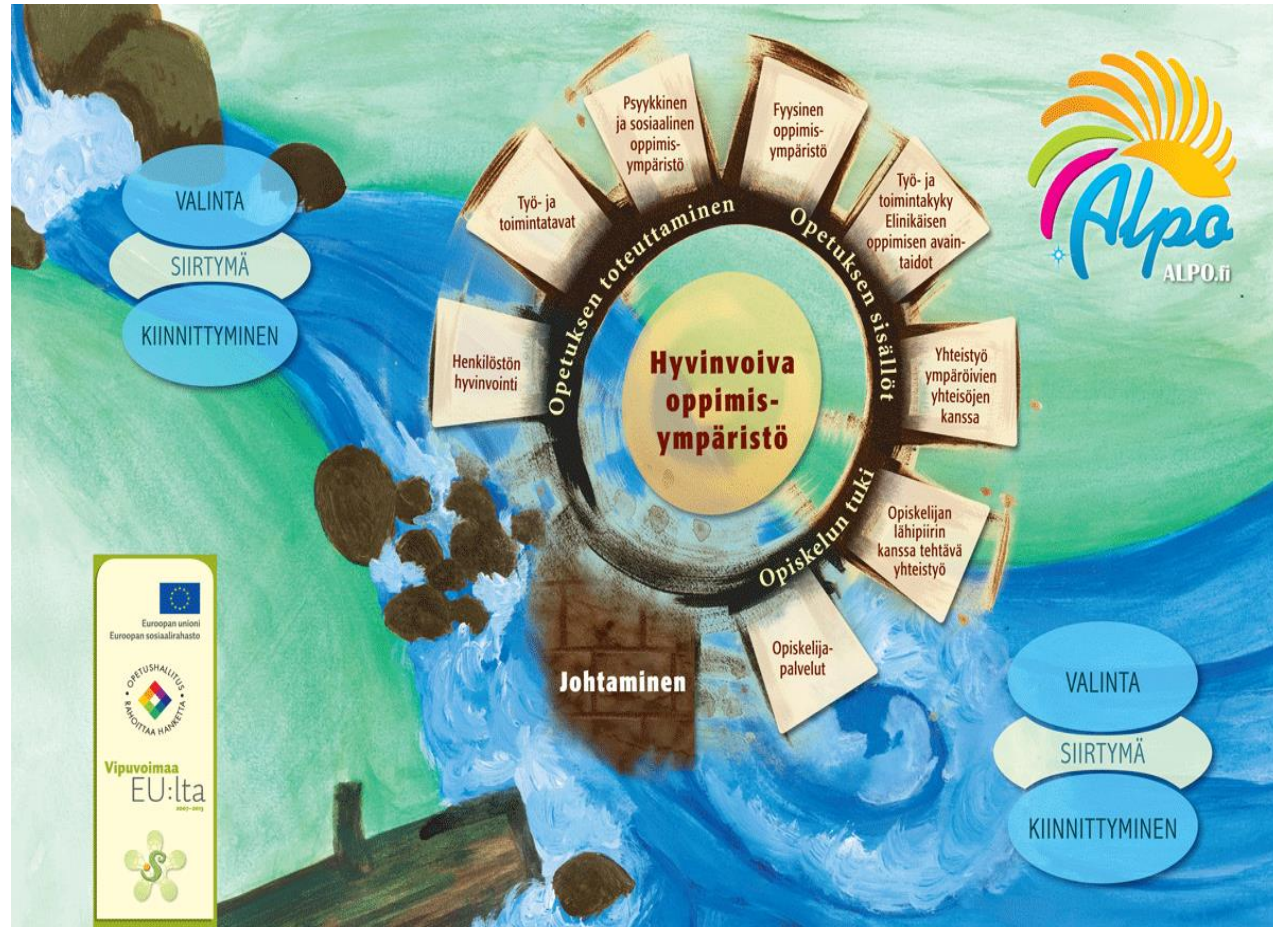 VALINTA
SIIRTYMÄ
KIINNITTYMINEN
Henkilöstön
hyvinvointi
Työ- ja
toimintatavat
Psyykkinen
ja sosiaalinen
oppimis-
ympäristö
Fyysinen
oppimis-
ympäristö
Työ- ja
toimintakyky
Elinikäisen
oppimisen avain-
taidot
Yhteistyö
ympäröivien
yhteisöjen
kanssa
Opiskelijan
lähipiirin
kanssa tehtävä
yhteistyö
Opiskelija-
palvelut
Opetuksen toteuttaminen
Opetuksen sisällöt
Opiskelun tuki
Hyvinvoiva
oppimis-
ympäristö
Johtaminen
Alpo
ALPO.fi
Euroopan unioni
Euroopan sosiaalirahasto
OPETUSHALLITUS
RAHOITTAA HANKETTA
Vipuvoimaa
EU:lta
2007–2013
VALINTA
SIIRTYMÄ
KIINNITTYMINEN